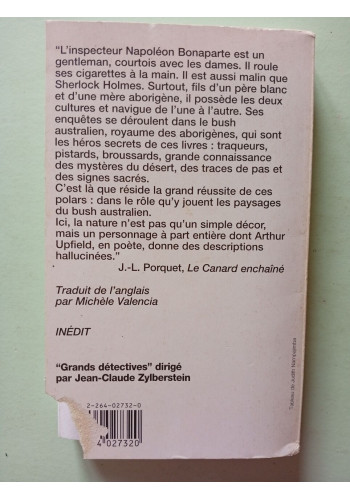 “L’inspecteur Napoléon Bonaparte est un
gentleman, courtois avec les dames. Il roule
ses cigarettes à la main. Il est aussi malin que
Sherlock Holmes. Surtout, fils d’un père blanc
et d’une mère aborigène, il possède les deux
cultures et navigue de l’une à l’autre. Ses
enquêtes se déroulent dans le bush
australien, royaume des aborigènes, qui sont
les héros secrets de ces livres : traqueurs,
pistards, broussards, grande connaissance
des mystères du désert, des traces de pas et
des signes sacrés.
C’est là que réside la grand réussite de ces
polars : dans le rôle qu’y jouent les paysages
du bush australien.
Ici, la nature n’est pas qu’un simple décor,
mais un personnage à part entière dont Arthur
Upfield, en poète, donne des descriptions
hallucinées.”
J.-L. Porquet, Le Canard enchaîné
Traduit de l’anglais
par Michèle Valencia
INÉDIT
“Grands détectives” dirigé
par Jean-Claude Zylberstein
2-264-02732-0
4 027320